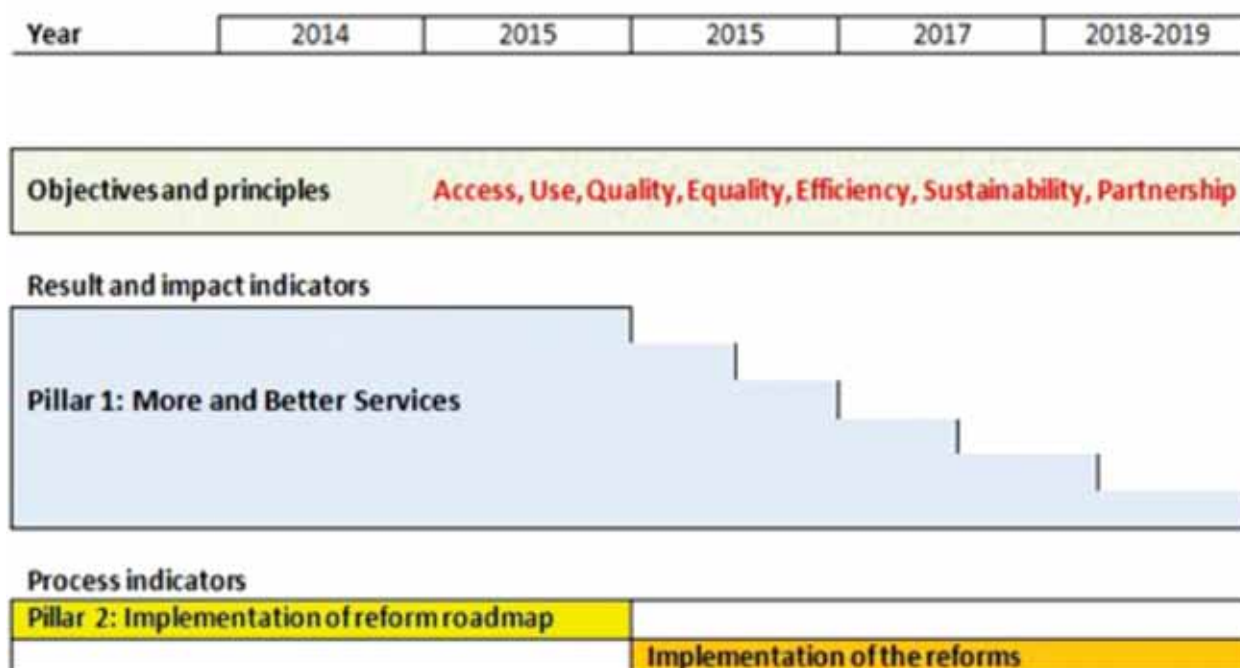 Year 2014 2015 2015 2017 2018-2019
Objectives and principles Access, Use, Quality, Equality, Efficiency, Sustainability, Partnership
Result and impact indicators
Pillar 1: More and Better Services
Process indicators
Pillar 2: Implementation of reform roadmap
Implementation of the reforms